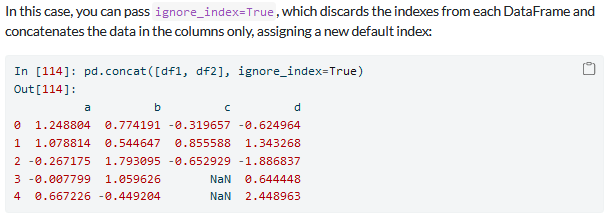 In this case, you can pass ignore_index=True, which discards the indexes from each DataFrame and
concatenates the data in the columns only, assigning a new default index:
In [114]: pd.concat([df1, df2], ignore_index=True)
Out[114]:
          a         b         c         d
0  1.248804  0.774191 -0.319657 -0.624964
1  1.078814  0.544647  0.855588  1.343268
2 -0.267175  1.793095 -0.652929 -1.886837
3 -0.007799  1.059626       NaN  0.644448
4  0.667226 -0.449204       NaN  2.448963